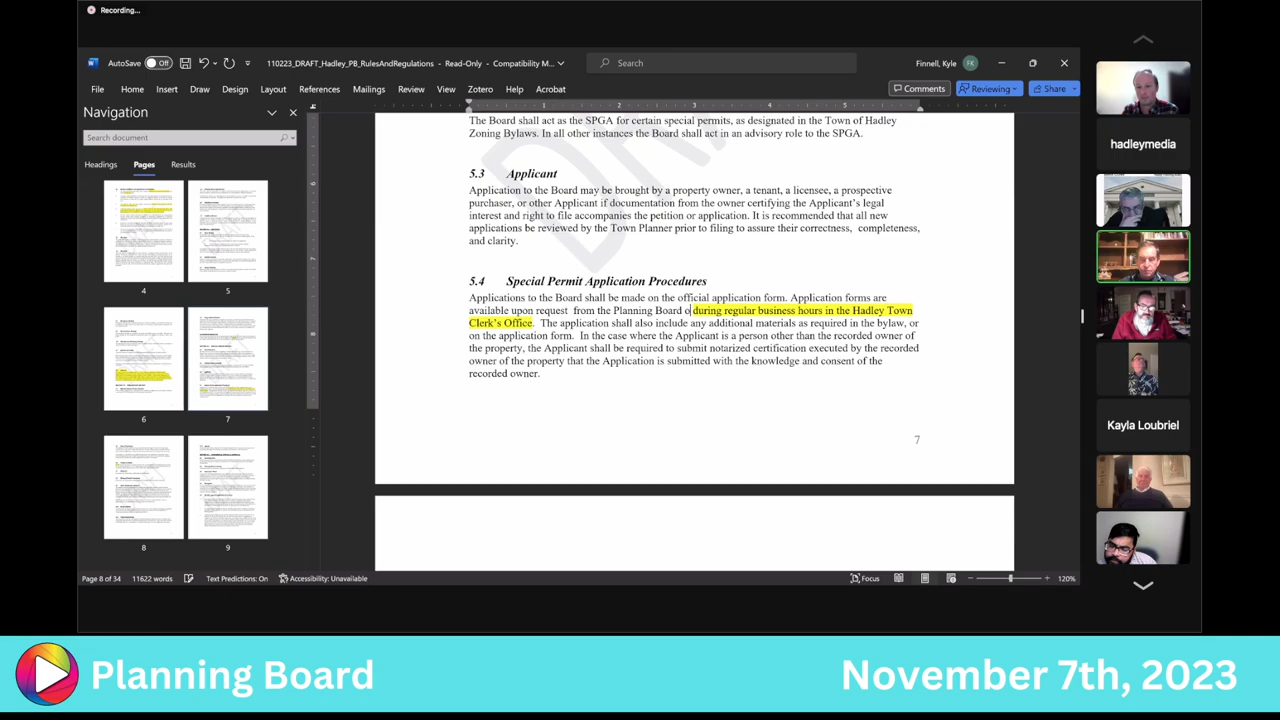 Recording...
AutoSave Off
110223_DRAFT_Hadley_PB_RulesAndRegulations - Read-Only - Compatibility M...
Search
Finnell, Kyle FK
File Home Insert Draw Design Layout References Mailings Review View Zotero Help Acrobat
Comments Reviewing Share
Navigation
Search document
Headings Pages Results
4 5
6 7
8 9
The Board shall act as the SPGA for certain special permits, as designated in the Town of Hadley
Zoning Bylaws. In all other instances the Board shall act in an advisory role to the SPGA.
5.3 Applicant
Application to the Board may be brought by a property owner, a tenant, a licensee, a prospective
purchaser, or other Applicant if documentation from the owner certifying the Applicant's legal
interest and right to file accompanies the petition or application. It is recommended that all new
applications be reviewed by the Town Planner prior to filing to assure their correctness, completeness,
and clarity.
5.4 Special Permit Application Procedures
Applications to the Board shall be made on the official application form. Application forms are
available upon request from the Planning Board o during regular business hours in the Hadley Town
Clerk's Office. The applicant shall include any additional materials as required in the bylaw, or
on the application form. In the case where the Applicant is a person other than the recorded owner of
the property, the Applicant shall be required to submit notarized certification executed by the recorded
owner of the property that the Application is submitted with the knowledge and consent of the
recorded owner.
7
Page 8 of 34 11622 words Text Predictions: On Accessibility: Unavailable Focus 120%
hadleymedia
Kayla Loubriel
Planning Board
November 7th, 2023